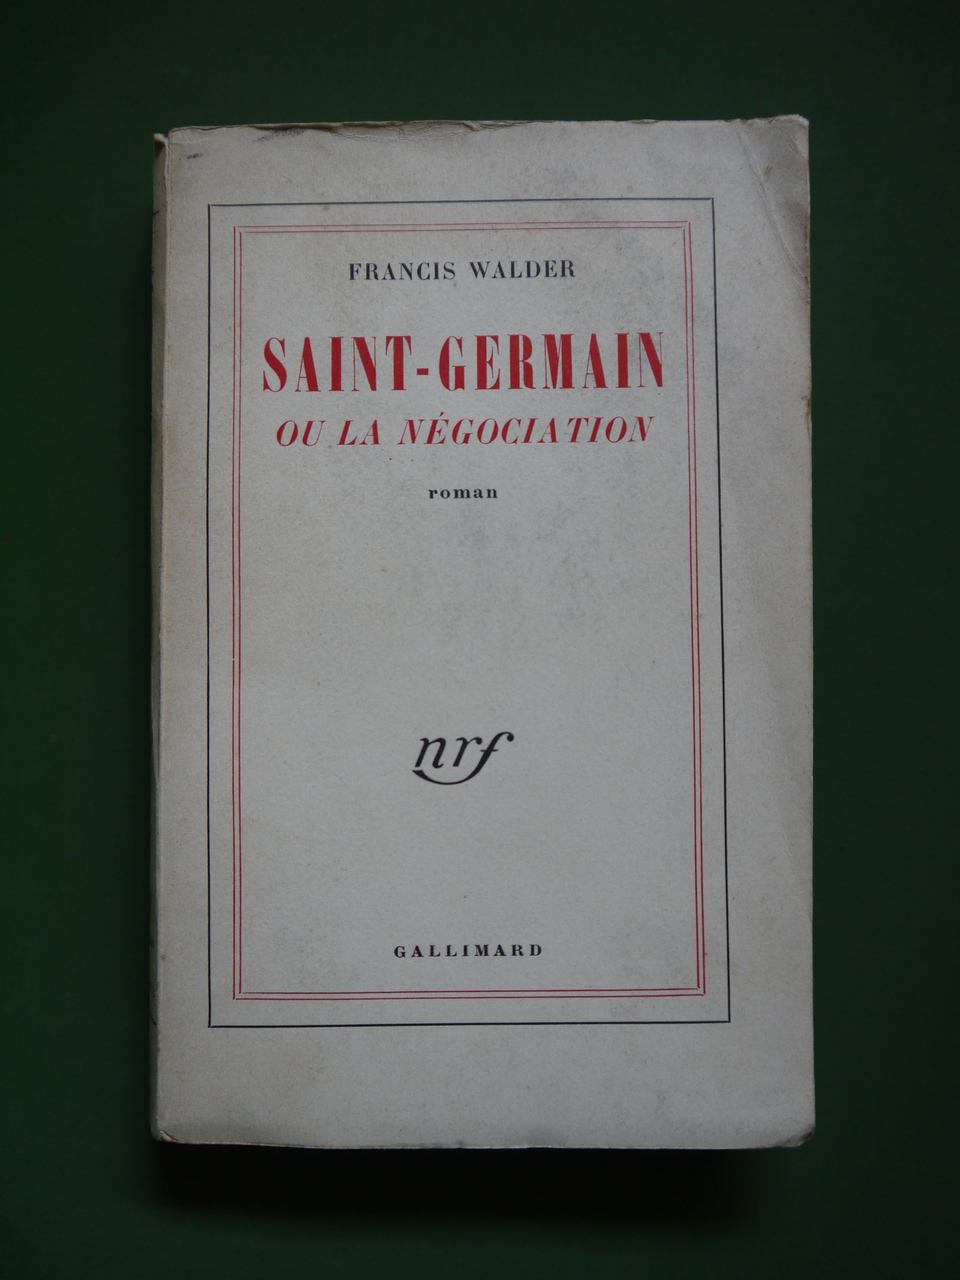 FRANCIS WALDER
SAINT-GERMAIN
OU LA NÉGOCIATION
roman
nrf
GALLIMARD